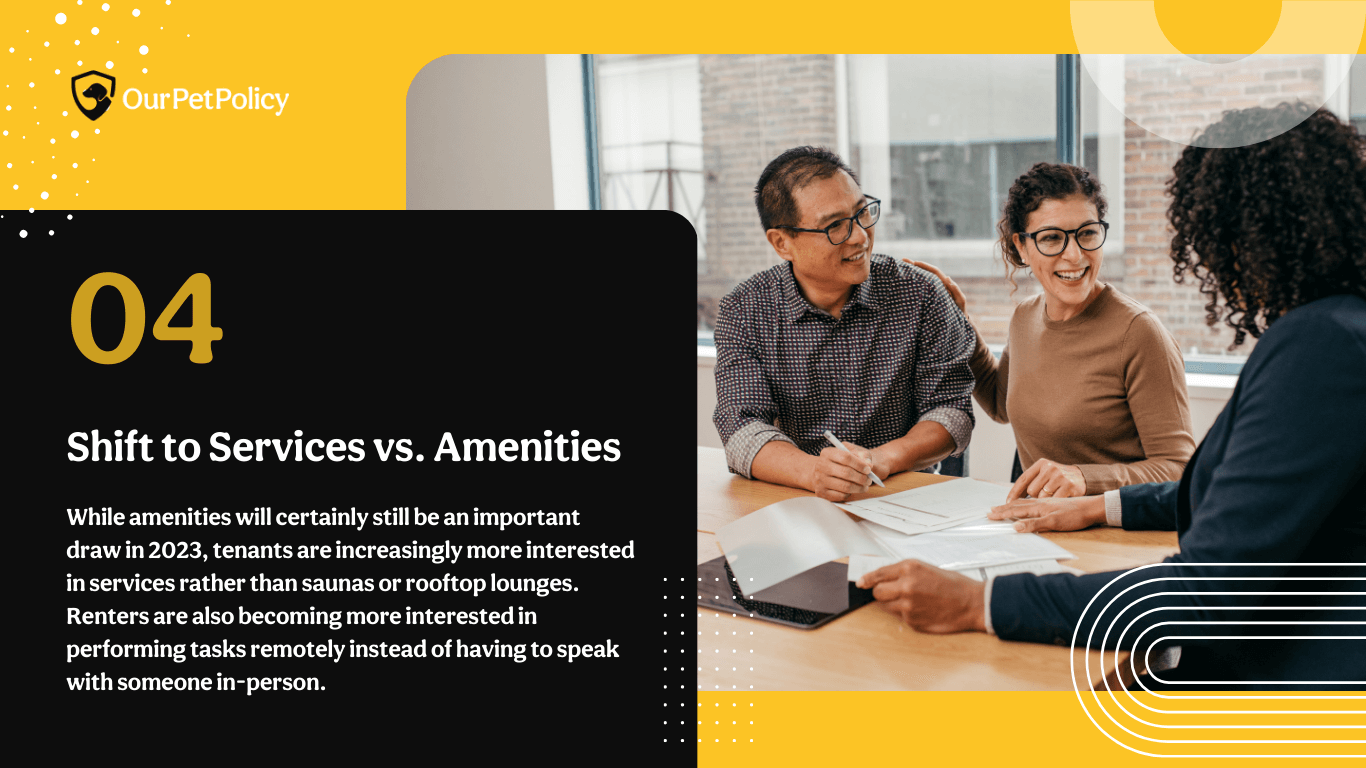 OurPetPolicy
04
Shift to Services vs. Amenities
While amenities will certainly still be an important
draw in 2023, tenants are increasingly more interested
in services rather than saunas or rooftop lounges.
Renters are also becoming more interested in
performing tasks remotely instead of having to speak
with someone in-person.